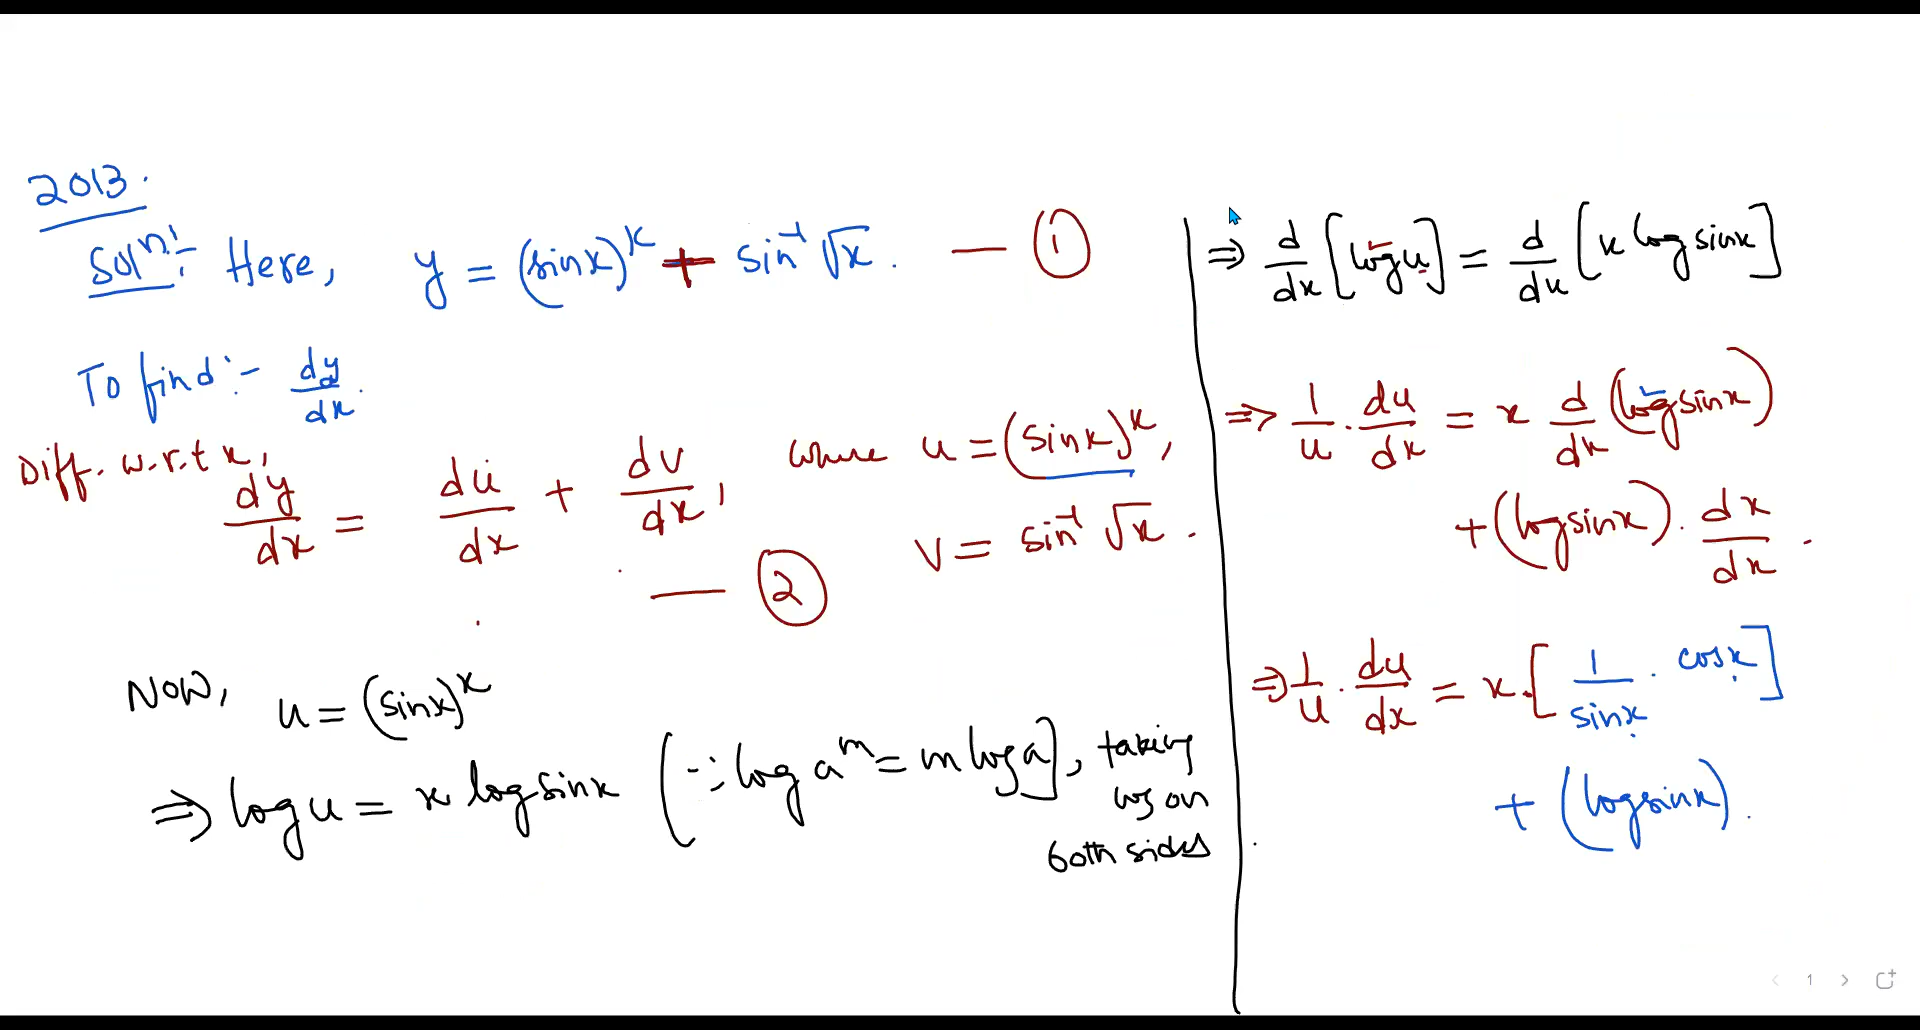 2013.
Solⁿ:- Here, y = (sinx)^x + sin⁻¹ √x. — ①
To find:- dy/dx.
Diff. w.r.t x,
dy/dx = du/dx + dv/dx, where u = (sinx)^x,
v = sin⁻¹ √x.
— ②
Now, u = (sinx)^x
⇒ log u = x log sinx [∵ log a^m = m log a], taking
log on
both sides
⇒ d/dx [log u] = d/dx [x log sinx]
⇒ 1/u . du/dx = x d/dx (log sinx)
+ (log sinx) . dx/dx .
⇒ 1/u . du/dx = x . [1/sinx . cosx]
+ (log sinx).
1